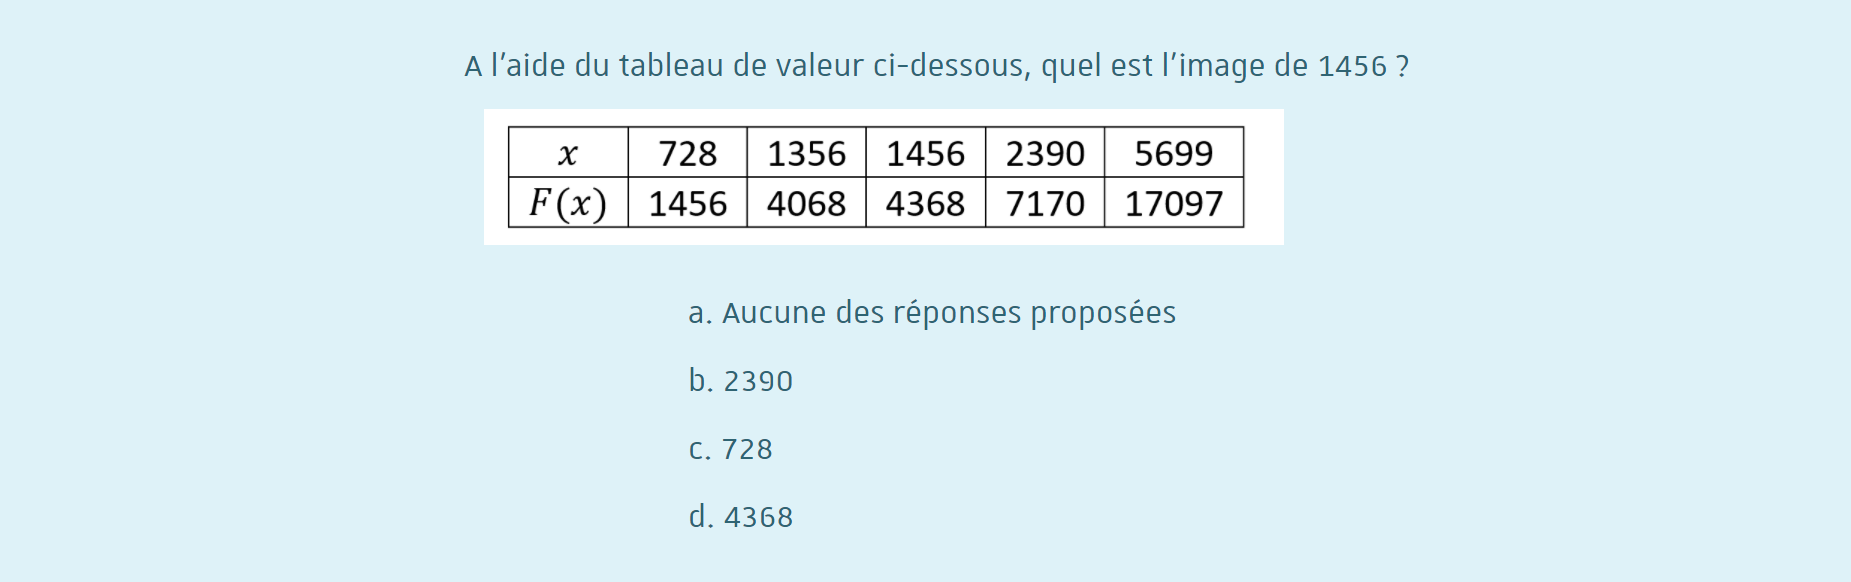 A l'aide du tableau de valeur ci-dessous, quel est l'image de 1456 ?
x 728 1356 1456 2390 5699
F(x) 1456 4068 4368 7170 17097
a. Aucune des réponses proposées
b. 2390
c. 728
d. 4368